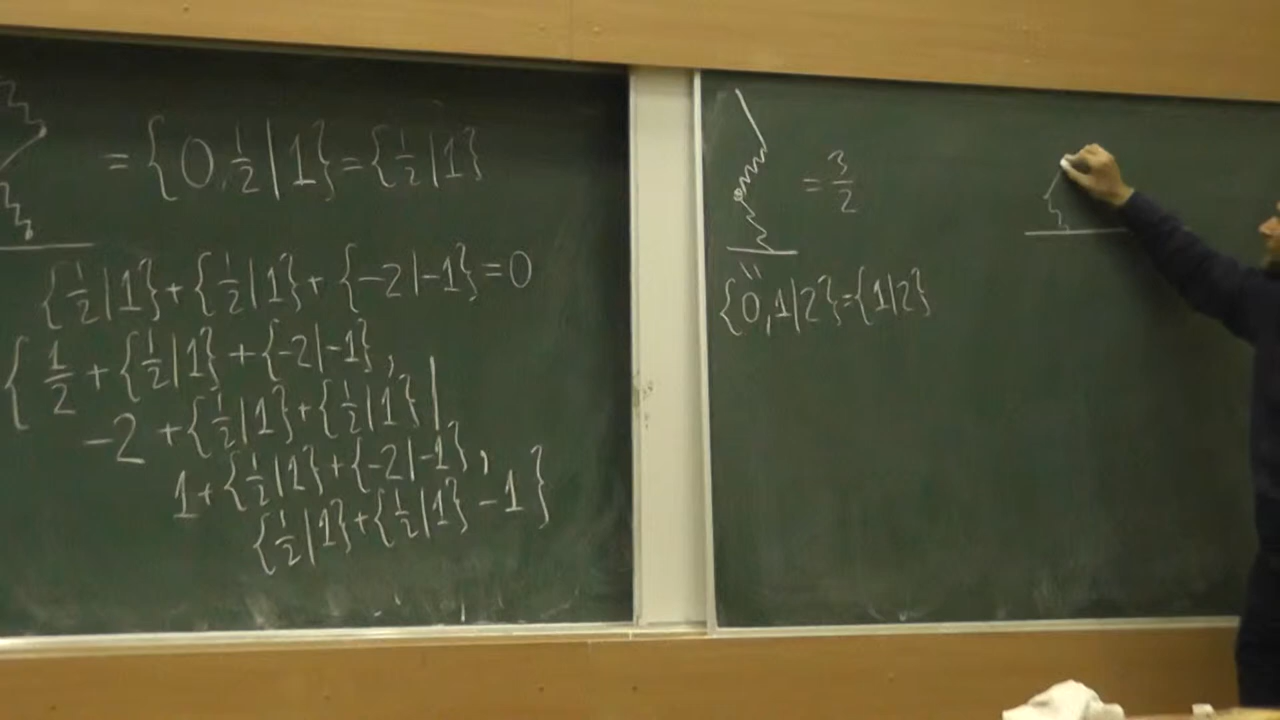 = {0, 1/2 | 1} = {1/2 | 1}
{1/2 | 1} + {1/2 | 1} + {-2 | -1} = 0
{1/2 + {1/2 | 1} + {-2 | -1},
-2 + {1/2 | 1} + {1/2 | 1} |
1 + {1/2 | 1} + {-2 | -1},
{1/2 | 1} + {1/2 | 1} - 1}
= 3/2
=
{0, 1 | 2} = {1 | 2}